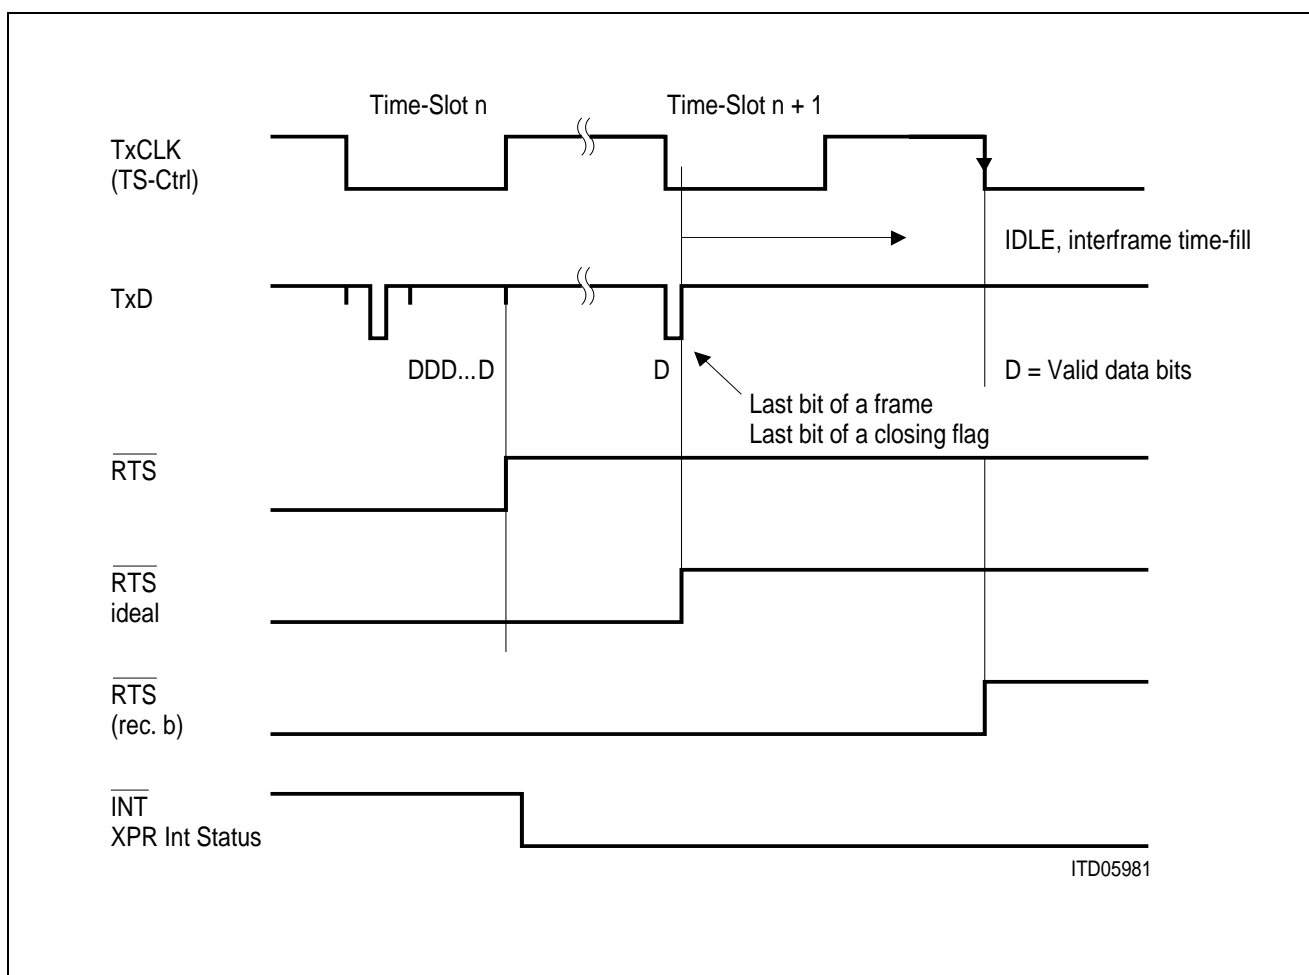 Time-Slot n
Time-Slot n + 1
TxCLK
(TS-Ctrl)
IDLE, interframe time-fill
TxD
DDD...D
D
D = Valid data bits
Last bit of a frame
Last bit of a closing flag
RTS
RTS
ideal
RTS
(rec. b)
INT
XPR Int Status
ITD05981